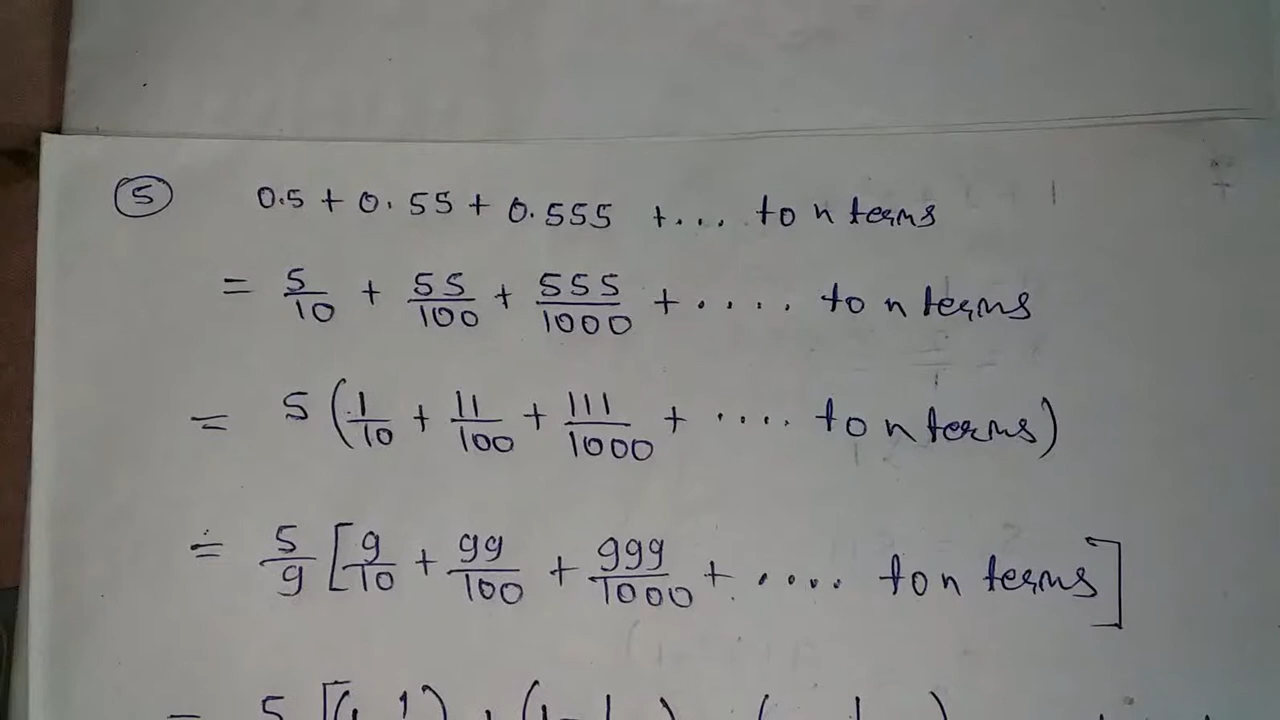 5 0.5 + 0.55 + 0.555 +... to n terms
= 5/10 + 55/100 + 555/1000 + ..... to n terms
= 5 (1/10 + 11/100 + 111/1000 + .... to n terms)
= 5/9 [9/10 + 99/100 + 999/1000 + .... to n terms]